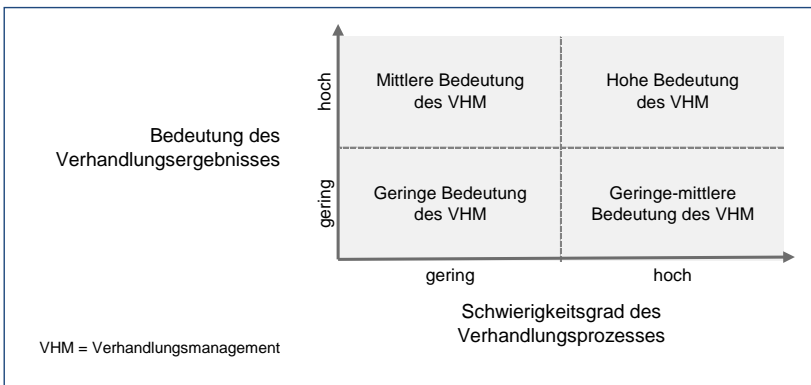 hoch
Mittlere Bedeutung
des VHM
Hohe Bedeutung
des VHM
Bedeutung des
Verhandlungsergebnisses
gering
Geringe Bedeutung
des VHM
Geringe-mittlere
Bedeutung des VHM
gering
hoch
Schwierigkeitsgrad des
Verhandlungsprozesses
VHM = Verhandlungsmanagement